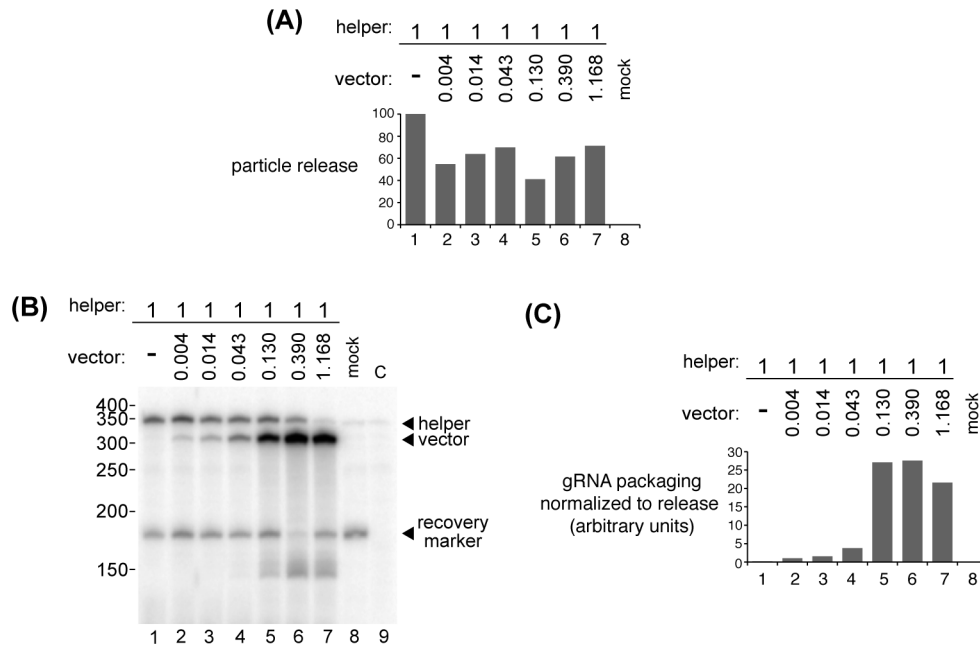 (A)
helper: 1 1 1 1 1 1 1
vector: - 0.004 0.014 0.043 0.130 0.390 1.168 mock
particle release
100
80
60
40
20
0
1 2 3 4 5 6 7 8
(B)
helper: 1 1 1 1 1 1 1
vector: - 0.004 0.014 0.043 0.130 0.390 1.168 mock C
400-
350-
300-
250-
200-
150-
helper
vector
recovery
marker
1 2 3 4 5 6 7 8 9
(C)
helper: 1 1 1 1 1 1 1
vector: - 0.004 0.014 0.043 0.130 0.390 1.168 mock
gRNA packaging
normalized to release
(arbitrary units)
30
25
20
15
10
5
0
1 2 3 4 5 6 7 8